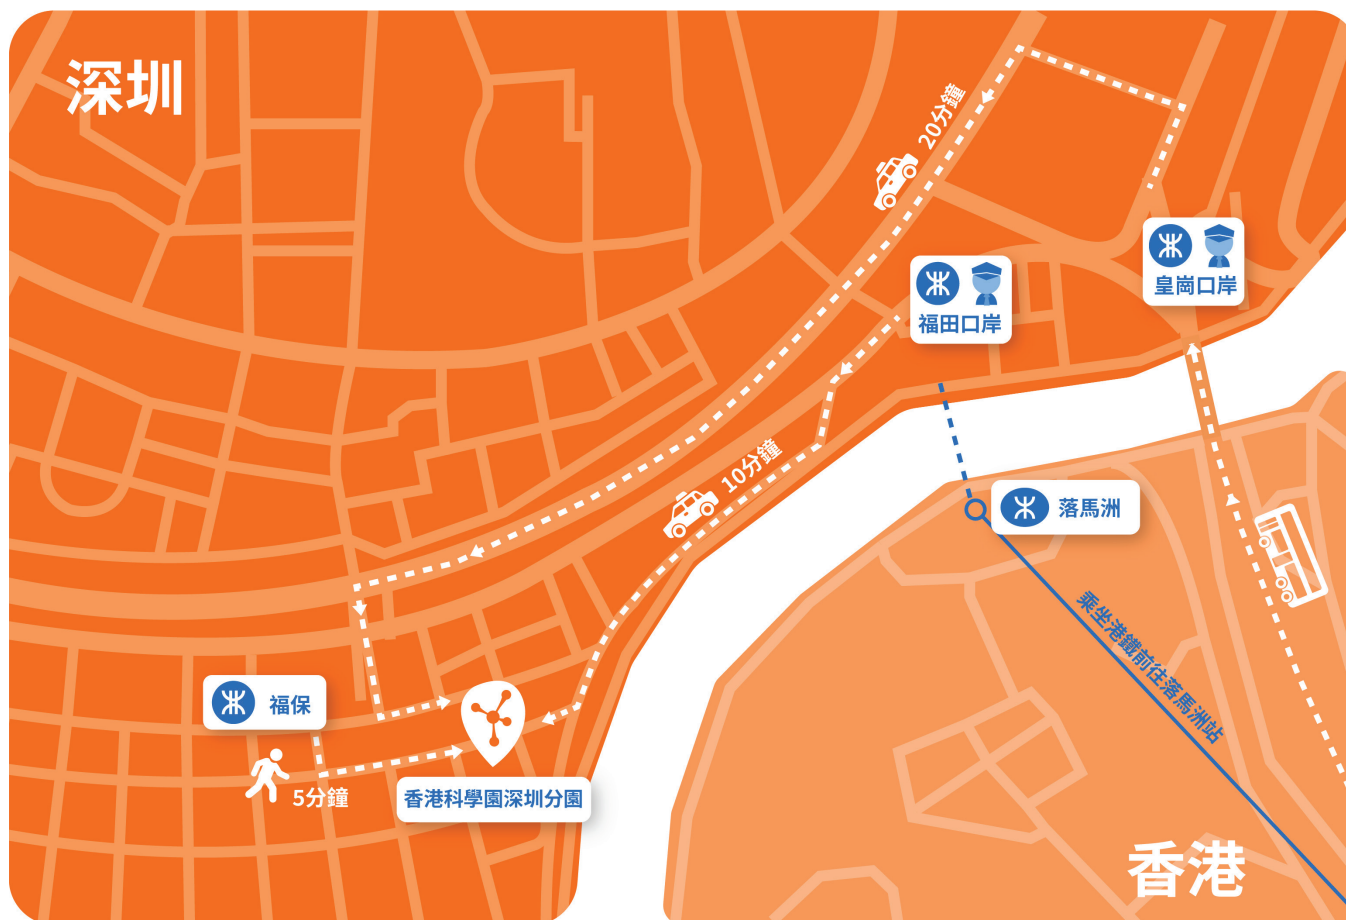 深圳
20分鐘
皇崗口岸
福田口岸
10分鐘
落馬洲
乘坐港鐵前往落馬洲站
福保
5分鐘
香港科學園深圳分園
香港